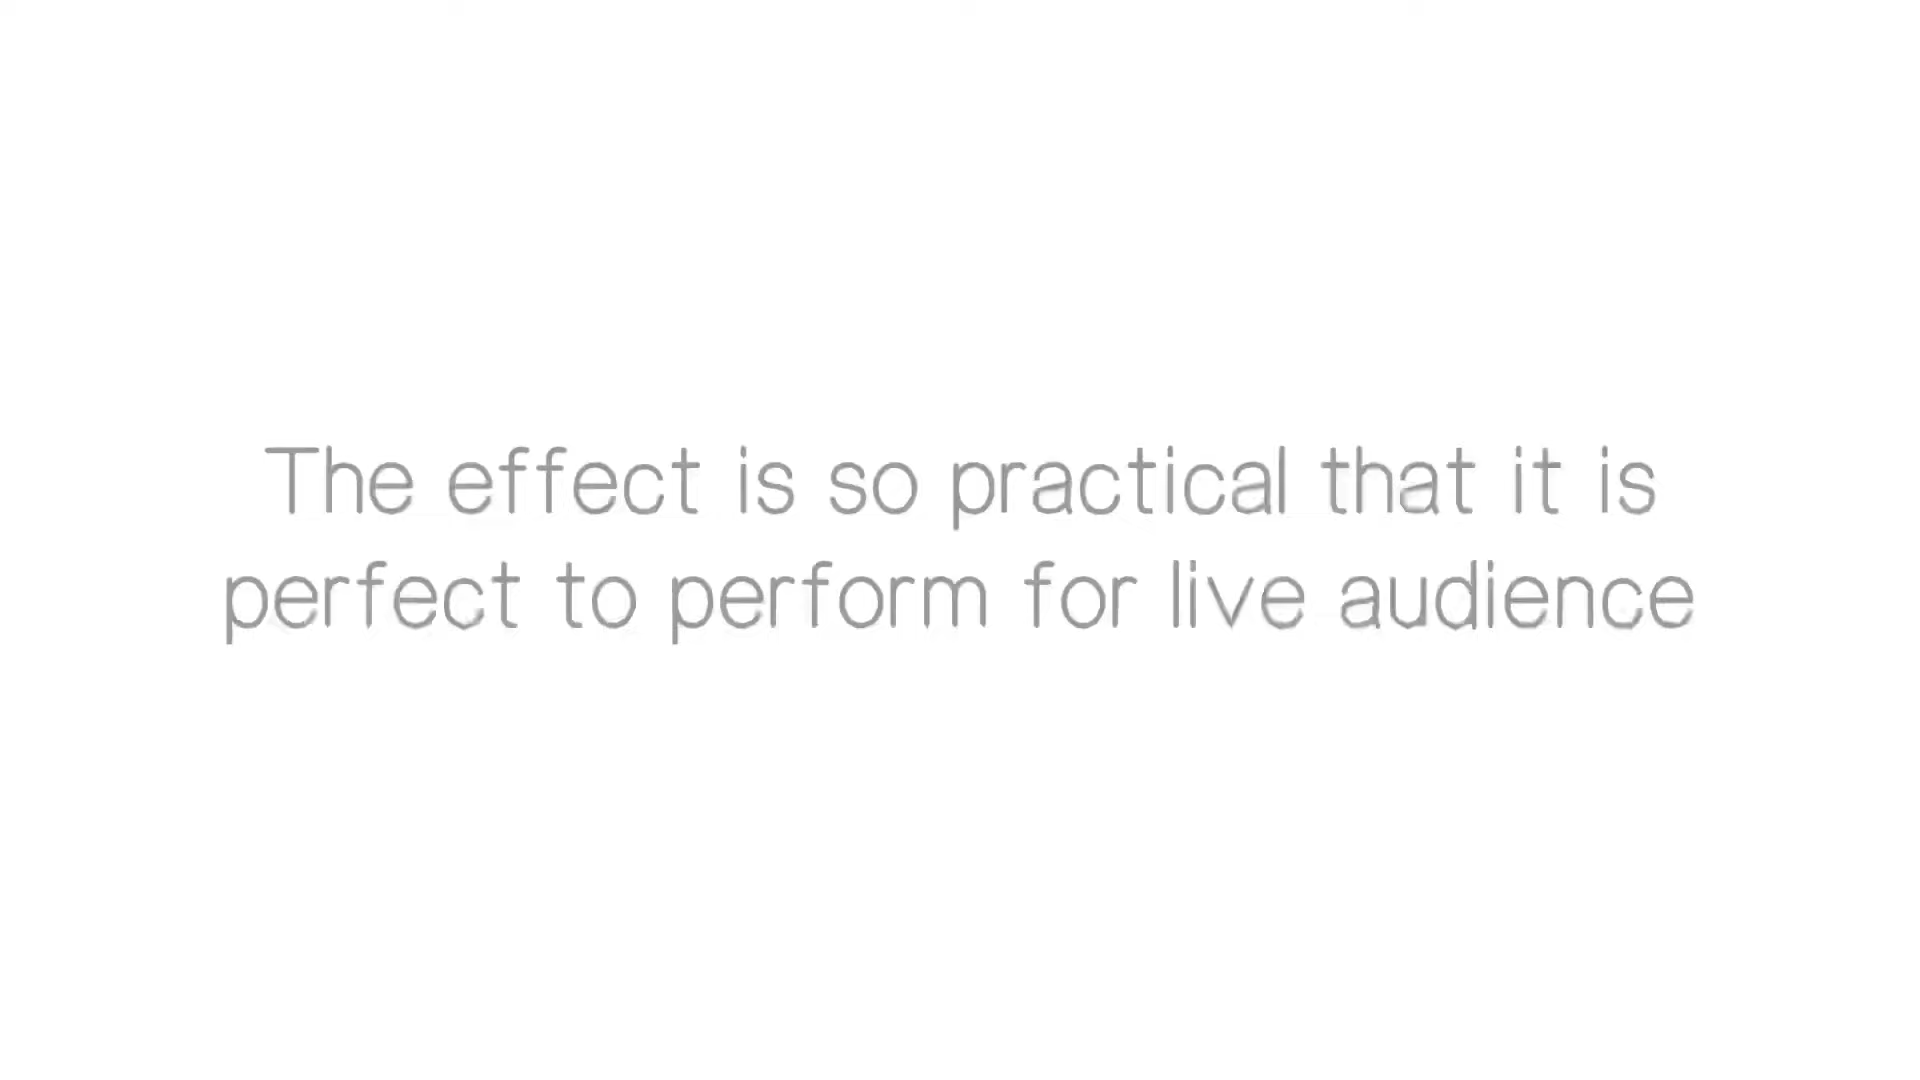 The effect is so practical that it is
perfect to perform for live audience